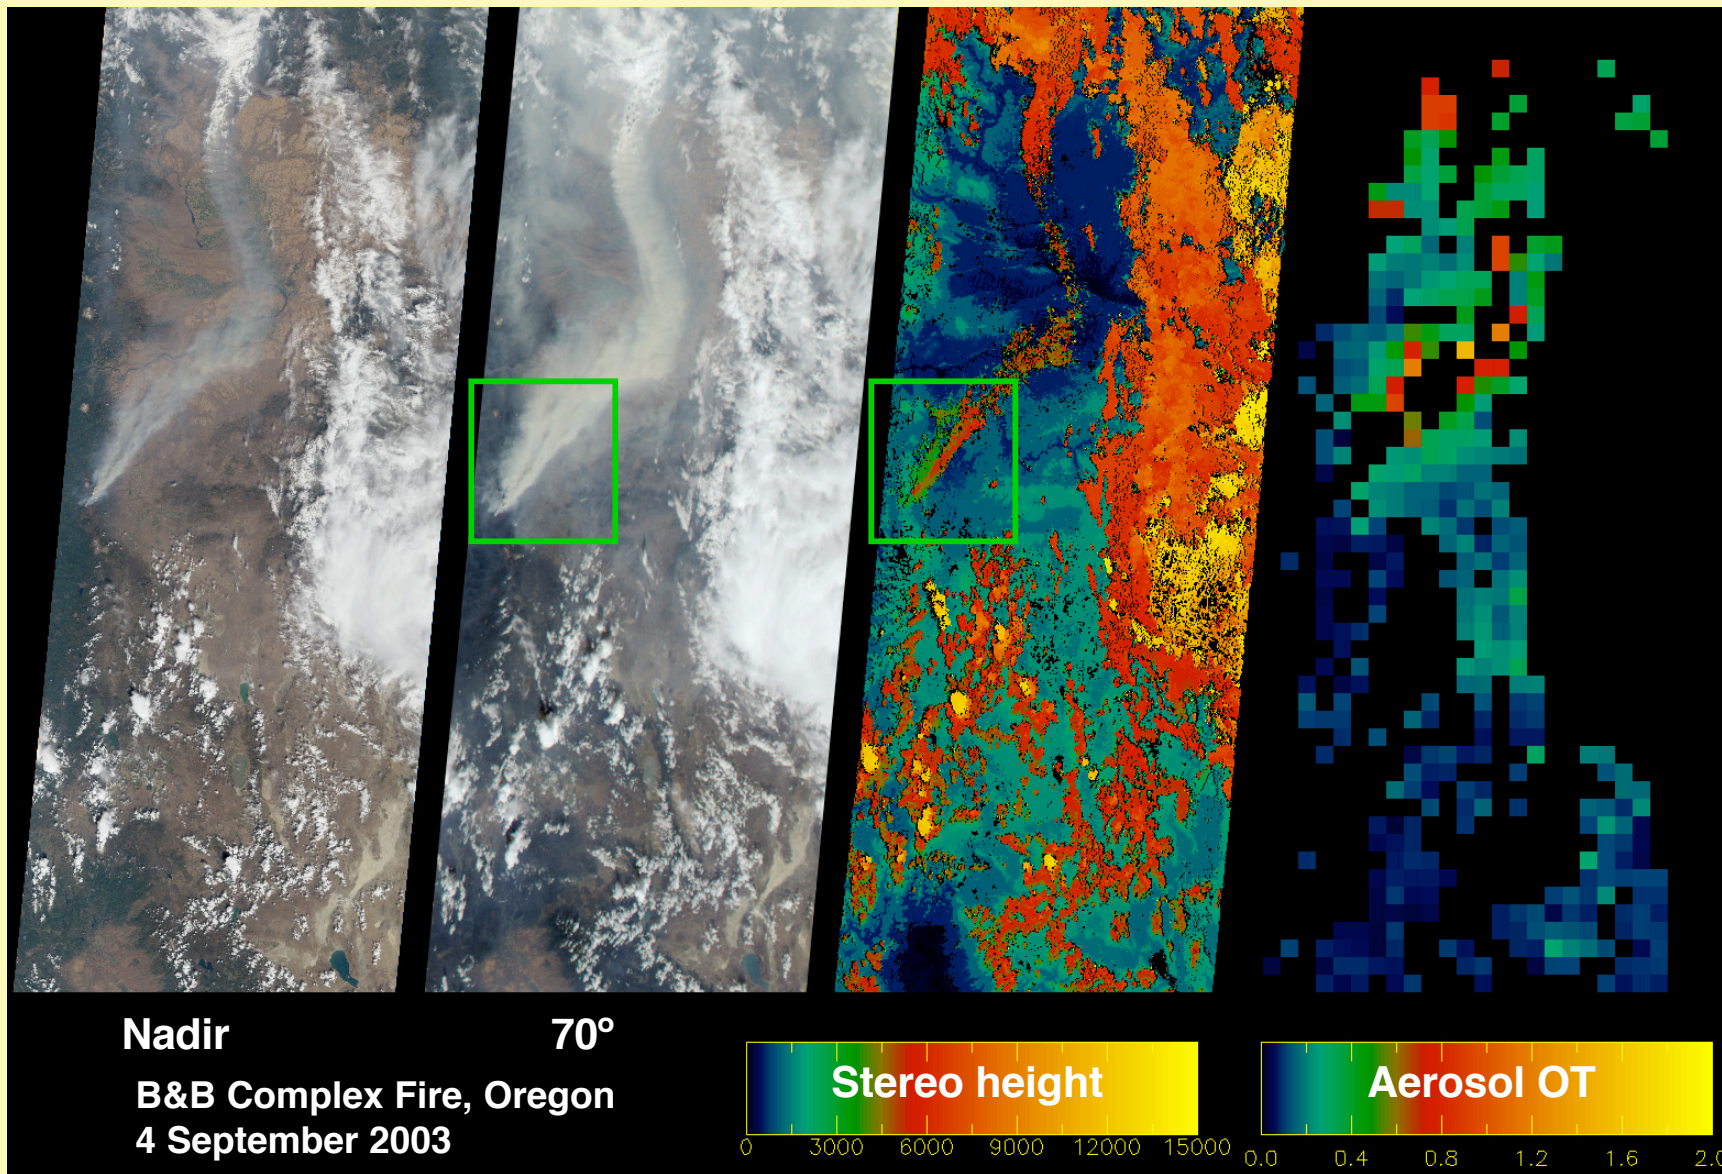 Nadir
70º
B&B Complex Fire, Oregon
4 September 2003
Stereo height
0 3000 6000 9000 12000 15000
Aerosol OT
0.0 0.4 0.8 1.2 1.6 2.0